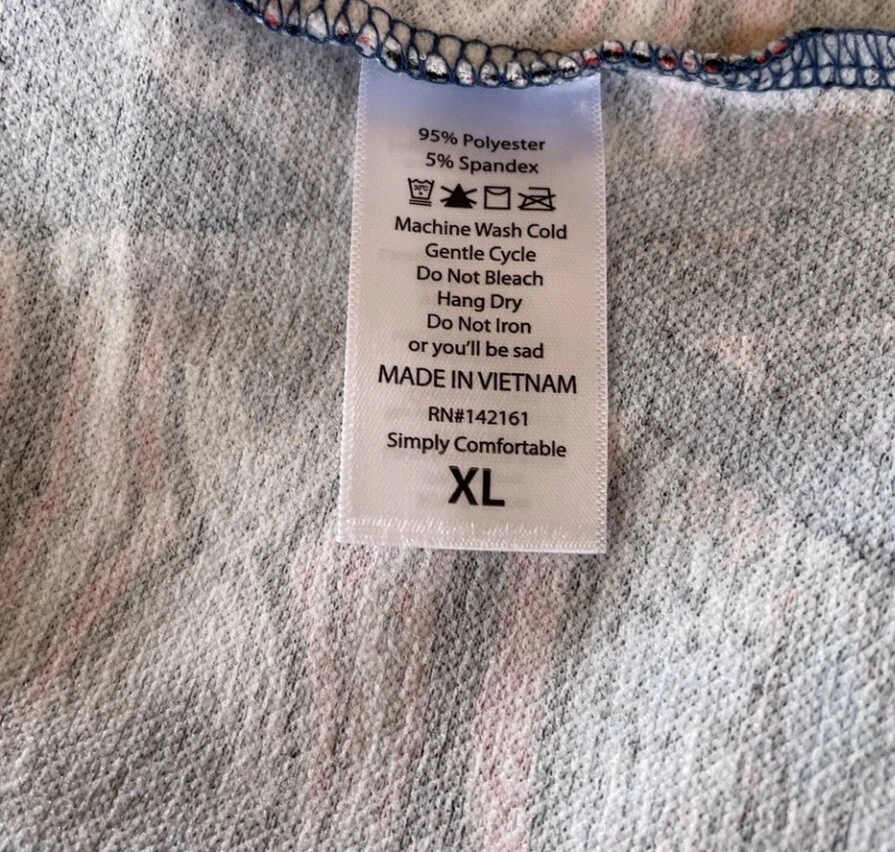 95% Polyester
5% Spandex
30°C
Machine Wash Cold
Gentle Cycle
Do Not Bleach
Hang Dry
Do Not Iron
or you'll be sad
MADE IN VIETNAM
RN#142161
Simply Comfortable
XL